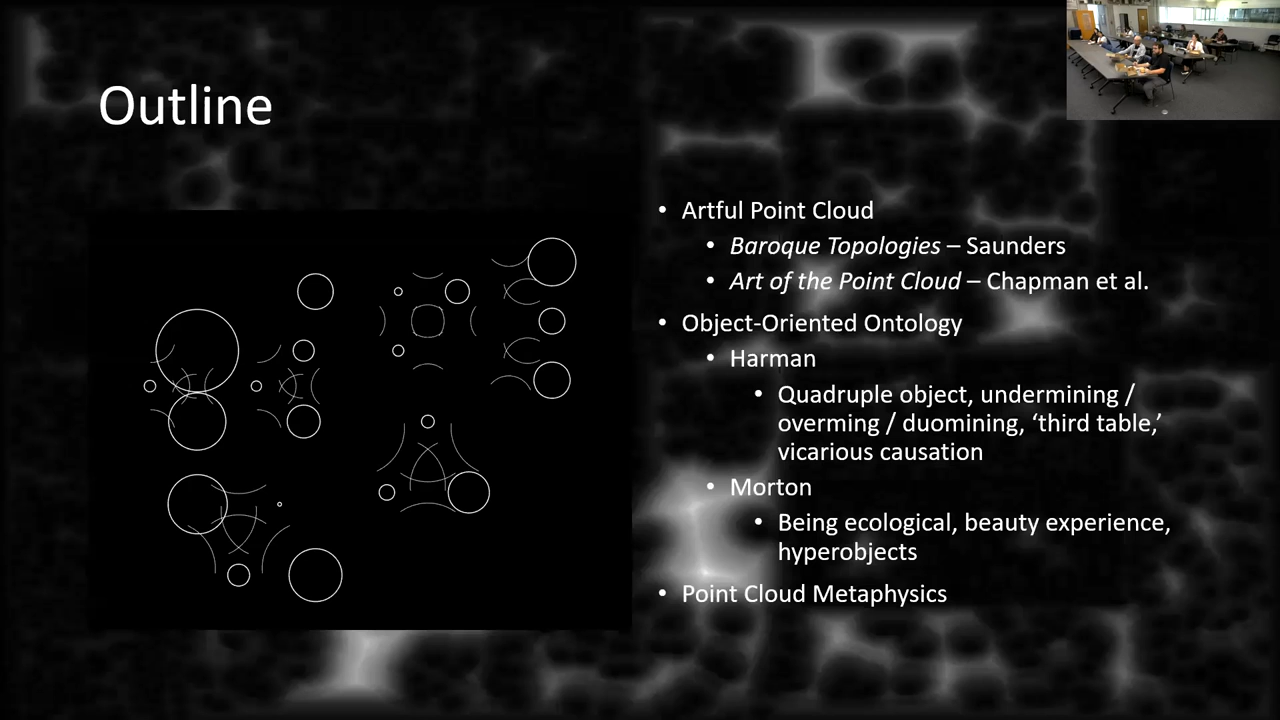 Outline
• Artful Point Cloud
• Baroque Topologies – Saunders
• Art of the Point Cloud – Chapman et al.
• Object-Oriented Ontology
• Harman
• Quadruple object, undermining /
overming / duomining, ‘third table,’
vicarious causation
• Morton
• Being ecological, beauty experience,
hyperobjects
• Point Cloud Metaphysics